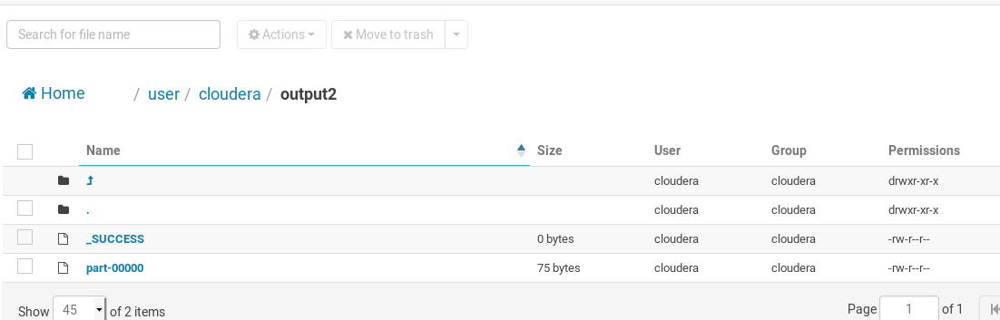 Search for file name Actions Move to trash
Home / user / cloudera / output2
Name Size User Group Permissions
cloudera cloudera drwxr-xr-x
. cloudera cloudera drwxr-xr-x
_SUCCESS 0 bytes cloudera cloudera -rw-r--r--
part-00000 75 bytes cloudera cloudera -rw-r--r--
Show 45 of 2 items Page 1 of 1